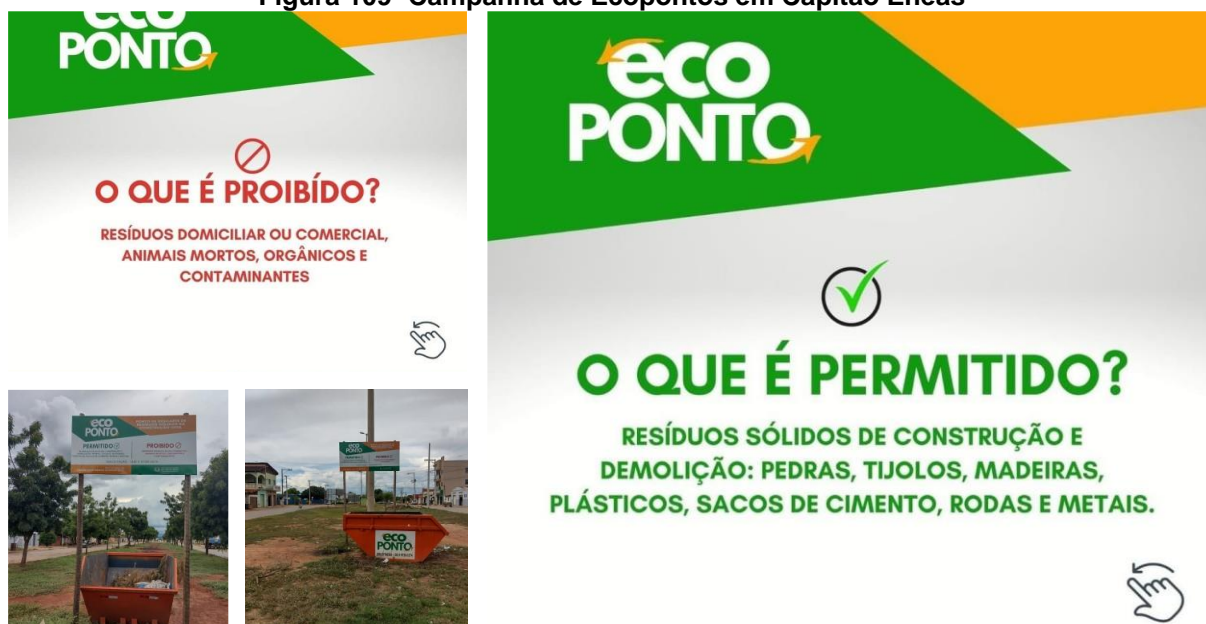 Figura 109- Campanha de Ecopontos em Capitão Enéas
eco
PONTO
O QUE É PROIBÍDO?
RESÍDUOS DOMICILIAR OU COMERCIAL,
ANIMAIS MORTOS, ORGÂNICOS E
CONTAMINANTES
eco
PONTO
O QUE É PERMITIDO?
RESÍDUOS SÓLIDOS DE CONSTRUÇÃO E
DEMOLIÇÃO: PEDRAS, TIJOLOS, MADEIRAS,
PLÁSTICOS, SACOS DE CIMENTO, RODAS E METAIS.
eco
PONTO
PERMITIDO
PROIBIDO
eco
PONTO
eco
PONTO